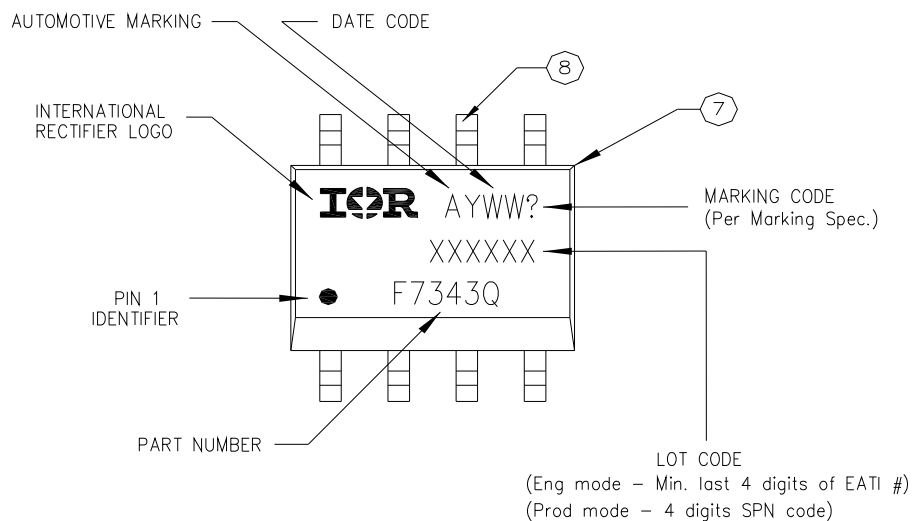 AUTOMOTIVE MARKING
DATE CODE
8
INTERNATIONAL
RECTIFIER LOGO
7
IOR
AYWW?
MARKING CODE
(Per Marking Spec.)
XXXXXX
PIN 1
IDENTIFIER
F7343Q
PART NUMBER
LOT CODE
(Eng mode – Min. last 4 digits of EATI #)
(Prod mode – 4 digits SPN code)